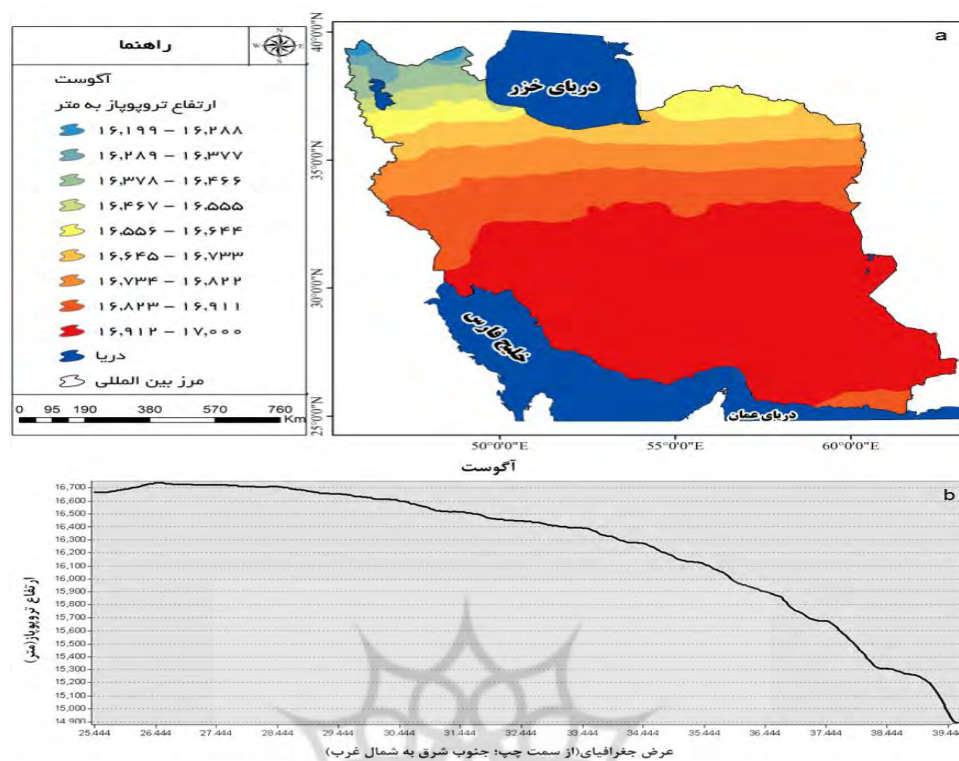 راهنما
N
W
E
S
آگوست
ارتفاع تروپوپاز به متر
۱۶,۱۹۹ – ۱۶,۲۸۸
۱۶,۲۸۹ – ۱۶,۳۷۷
۱۶,۳۷۸ – ۱۶,۴۶۶
۱۶,۴۶۷ – ۱۶,۵۵۵
۱۶,۵۵۶ – ۱۶,۶۴۴
۱۶,۶۴۵ – ۱۶,۷۳۳
۱۶,۷۳۴ – ۱۶,۸۲۲
۱۶,۸۲۳ – ۱۶,۹۱۱
۱۶,۹۱۲ – ۱۷,۰۰۰
دریا
مرز بین المللی
0 95 190 380 570 760
Km
a
40°0'0"N
35°0'0"N
30°0'0"N
25°0'0"N
دریای خزر
خلیج فارس
دریای عمان
50°0'0"E 55°0'0"E 60°0'0"E
آگوست
b
ارتفاع تروپوپاز(متر)
16,700
16,600
16,400
16,300
16,200
16,100
16,000
15,900
15,800
15,700
15,600
15,500
15,300
15,200
15,100
15,000
14,900
25.444 26.444 27.444 28.444 29.444 30.444 31.444 32.444 33.444 34.444 35.444 36.444 37.444 38.444 39.444
عرض جغرافیای(از سمت چپ: جنوب شرق به شمال غرب)